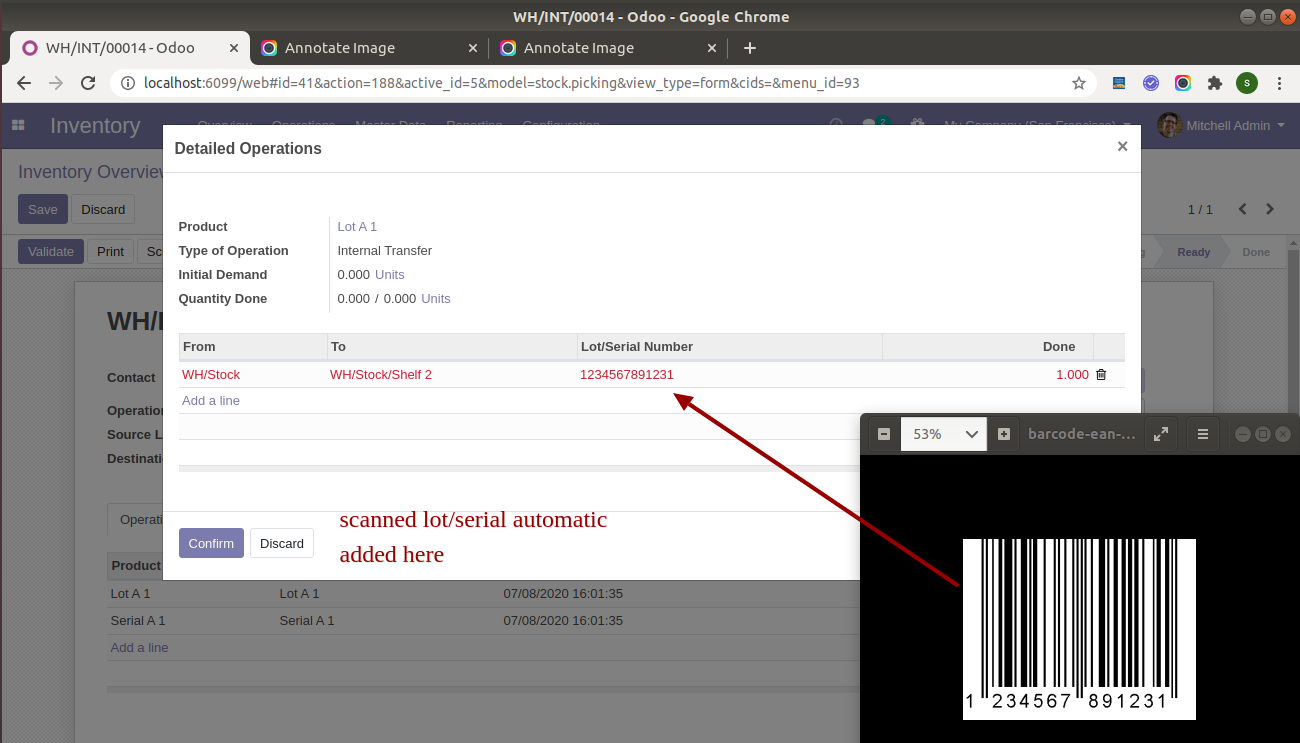 WH/INT/00014 - Odoo - Google Chrome
WH/INT/00014 - Odoo
Annotate Image
Annotate Image
localhost:6099/web#id=41&action=188&active_id=5&model=stock.picking&view_type=form&cids=&menu_id=93
S
Inventory
Overview Operations Master Data Reporting Configuration
2
My Company (San Francisco)
Mitchell Admin
Inventory Overview
Save Discard
1 / 1
Validate Print
Ready Done
Detailed Operations
Product Lot A 1
Type of Operation Internal Transfer
Initial Demand 0.000 Units
Quantity Done 0.000 / 0.000 Units
From To Lot/Serial Number Done
WH/Stock WH/Stock/Shelf 2 1234567891231 1.000
Add a line
Confirm Discard
scanned lot/serial automatic
added here
WH/I
Contact
Operation
Source L
Destinati
Operati
Product
Lot A 1 Lot A 1 07/08/2020 16:01:35
Serial A 1 Serial A 1 07/08/2020 16:01:35
Add a line
53% barcode-ean-...
1 234567 891231